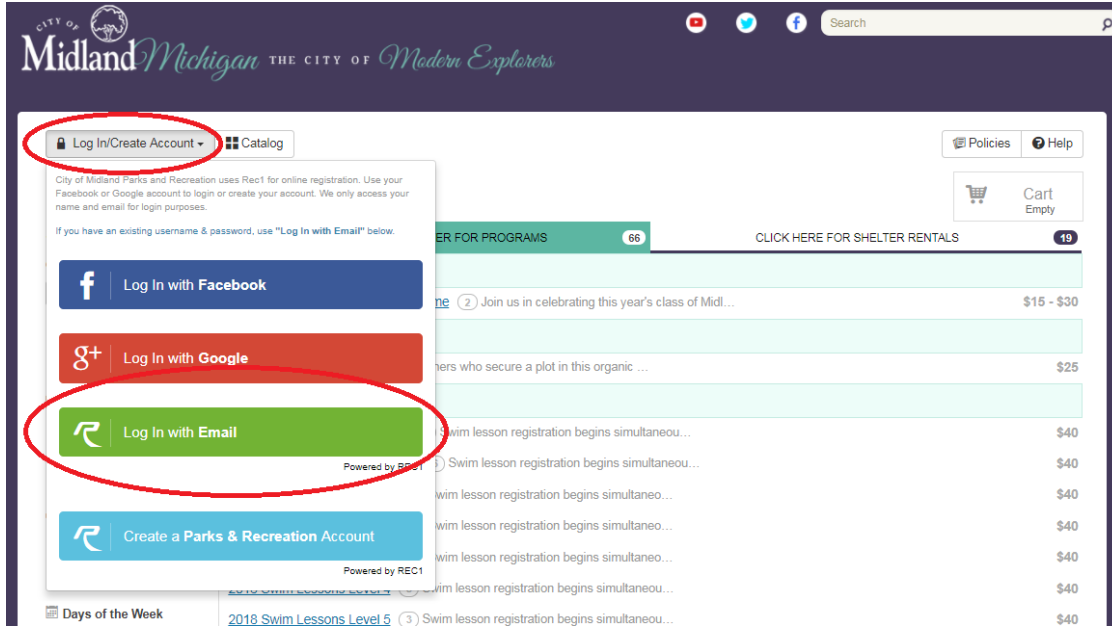 CITY OF
Midland Michigan THE CITY OF Modern Explorers
Search
Log In/Create Account
Catalog
Policies
Help
City of Midland Parks and Recreation uses Rec1 for online registration. Use your
Facebook or Google account to login or create your account. We only access your
name and email for login purposes.
If you have an existing username & password, use "Log In with Email" below.
Cart
Empty
ER FOR PROGRAMS 66
CLICK HERE FOR SHELTER RENTALS 19
f Log In with Facebook
me 2 Join us in celebrating this year's class of Midl... $15 - $30
g+ Log In with Google
ners who secure a plot in this organic ... $25
Log In with Email
Swim lesson registration begins simultaneou... $40
Powered by REC1
Swim lesson registration begins simultaneou... $40
wim lesson registration begins simultaneo... $40
wim lesson registration begins simultaneo... $40
Create a Parks & Recreation Account
wim lesson registration begins simultaneo... $40
Powered by REC1
2018 Swim Lessons Level 4 Swim lesson registration begins simultaneou... $40
Days of the Week
2018 Swim Lessons Level 5 3 Swim lesson registration begins simultaneou... $40